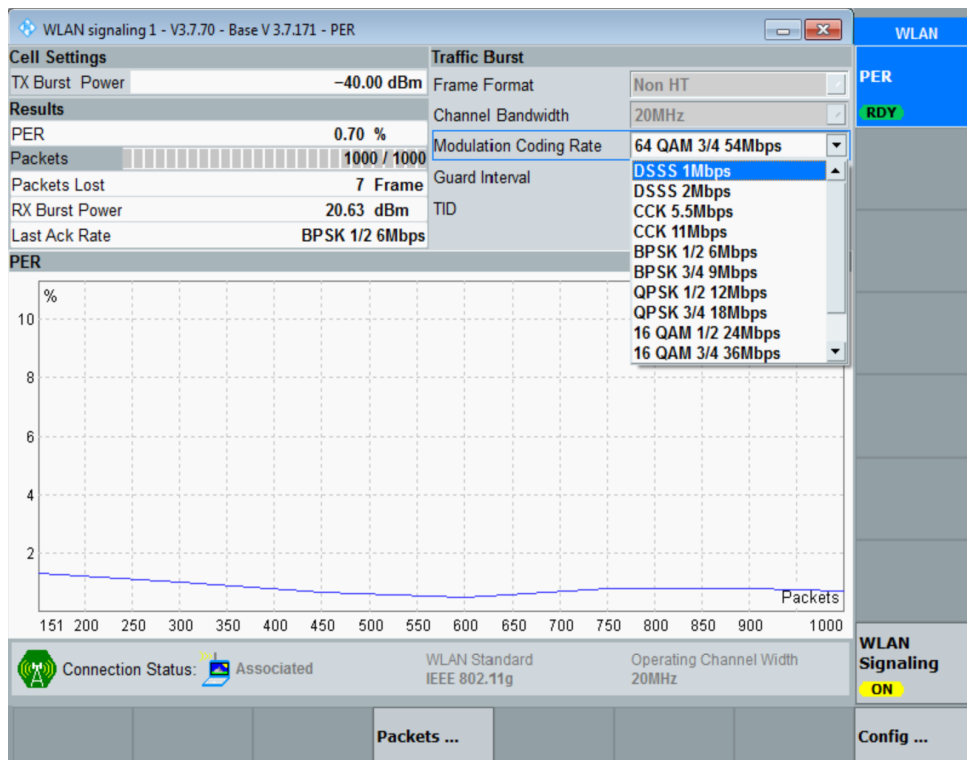 WLAN signaling 1 - V3.7.70 - Base V 3.7.171 - PER
WLAN
Cell Settings
TX Burst Power −40.00 dBm
Results
PER 0.70 %
Packets 1000 / 1000
Packets Lost 7 Frame
RX Burst Power 20.63 dBm
Last Ack Rate BPSK 1/2 6Mbps
Traffic Burst
Frame Format Non HT
Channel Bandwidth 20MHz
Modulation Coding Rate 64 QAM 3/4 54Mbps
Guard Interval
TID
DSSS 1Mbps
DSSS 2Mbps
CCK 5.5Mbps
CCK 11Mbps
BPSK 1/2 6Mbps
BPSK 3/4 9Mbps
QPSK 1/2 12Mbps
QPSK 3/4 18Mbps
16 QAM 1/2 24Mbps
16 QAM 3/4 36Mbps
PER
RDY
PER
%
10
8
6
4
2
Packets
151 200 250 300 350 400 450 500 550 600 650 700 750 800 850 900 1000
Connection Status: Associated
WLAN Standard
IEEE 802.11g
Operating Channel Width
20MHz
WLAN
Signaling
ON
Packets ...
Config ...